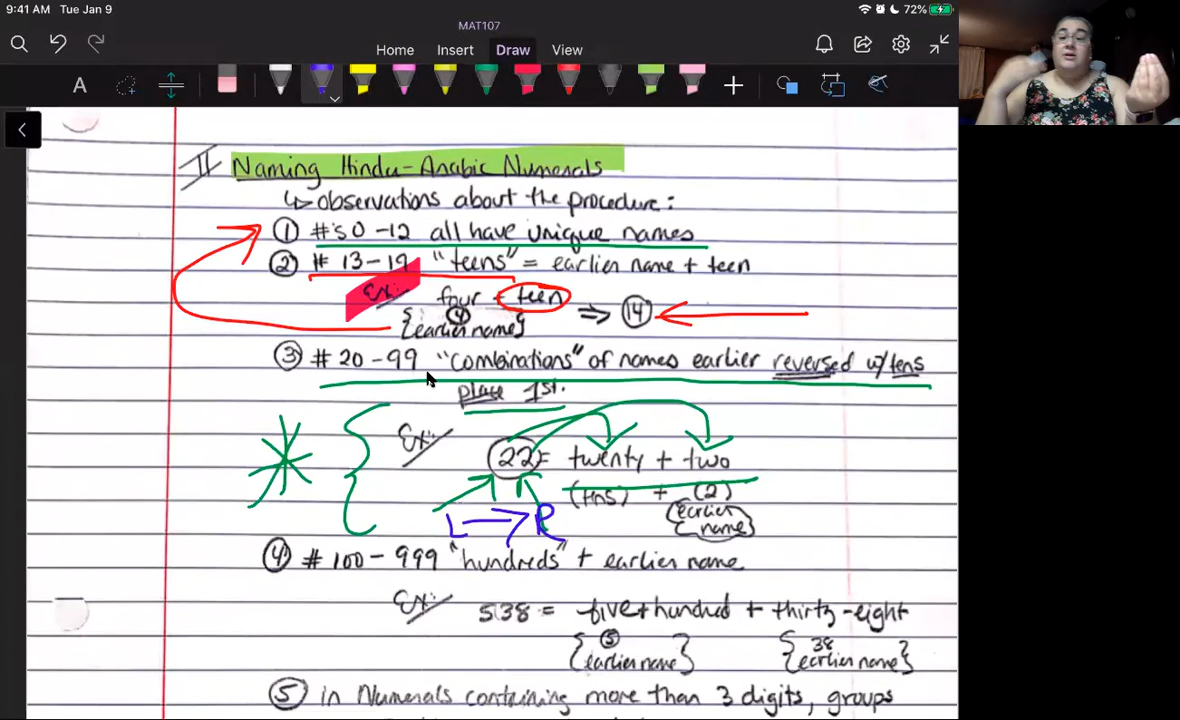 9:41 AM Tue Jan 9
72%
MAT107
Home Insert Draw View
A
II Naming Hindu-Arabic Numerals
↳ observations about the procedure:
① #'s 0-12 all have unique names
② # 13-19 "teens" = earlier name + teen
Ex: four + teen ⇒ ⑭
④
{earlier name}
③ # 20-99 "combinations" of names earlier reversed w/ tens
place 1st.
Ex: 22 = twenty + two
(tens) + (2)
{earlier name}
L → R
④ # 100-999 "hundreds" + earlier name
Ex: 538 = five + hundred + thirty-eight
⑤ 38
{earlier name} {earlier name}
⑤ in Numerals containing more than 3 digits, groups